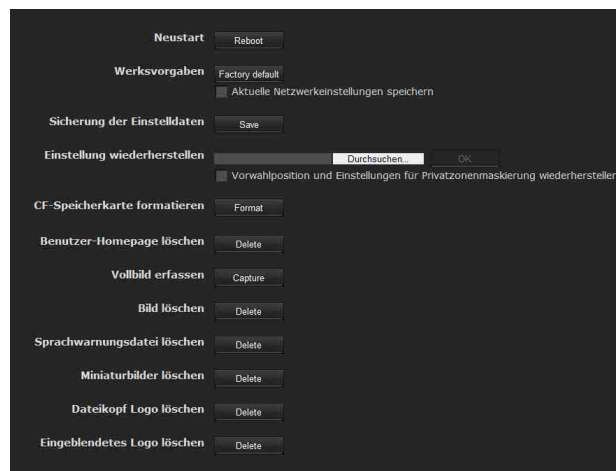 Neustart Reboot
Werksvorgaben Factory default
Aktuelle Netzwerkeinstellungen speichern
Sicherung der Einstelldaten Save
Einstellung wiederherstellen Durchsuchen... OK
Vorwahlposition und Einstellungen für Privatzonenmaskierung wiederherstellen
CF-Speicherkarte formatieren Format
Benutzer-Homepage löschen Delete
Vollbild erfassen Capture
Bild löschen Delete
Sprachwarnungsdatei löschen Delete
Miniaturbilder löschen Delete
Dateikopf Logo löschen Delete
Eingeblendetes Logo löschen Delete